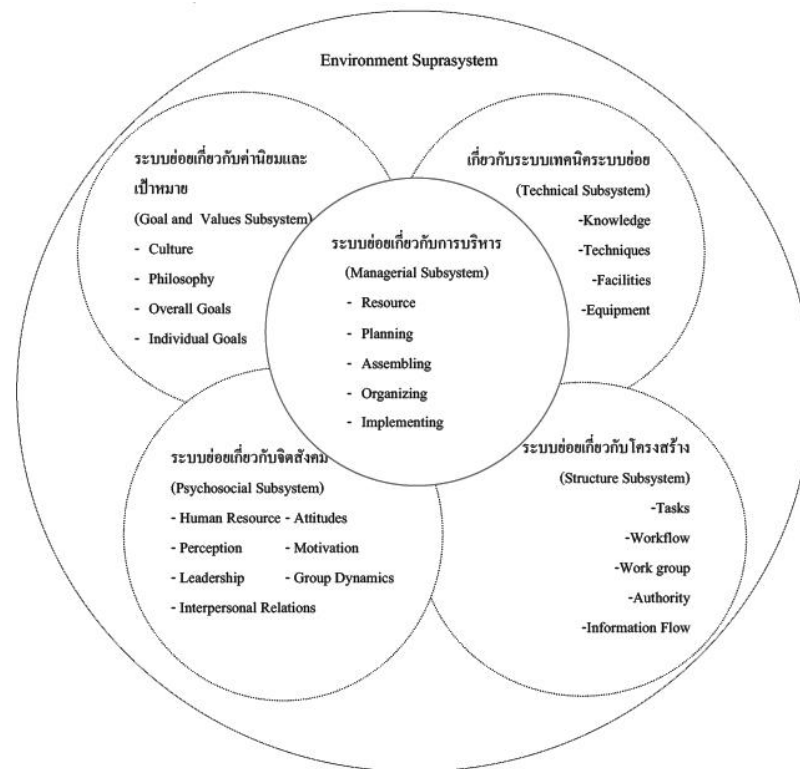 Environment Suprasystem
ระบบย่อยเกี่ยวกับค่านิยมและ
เป้าหมาย
(Goal and Values Subsystem)
- Culture
- Philosophy
- Overall Goals
- Individual Goals
เกี่ยวกับระบบเทคนิคระบบย่อย
(Technical Subsystem)
-Knowledge
-Techniques
-Facilities
-Equipment
ระบบย่อยเกี่ยวกับการบริหาร
(Managerial Subsystem)
- Resource
- Planning
- Assembling
- Organizing
- Implementing
ระบบย่อยเกี่ยวกับจิตสังคม
(Psychosocial Subsystem)
- Human Resource - Attitudes
- Perception - Motivation
- Leadership - Group Dynamics
- Interpersonal Relations
ระบบย่อยเกี่ยวกับโครงสร้าง
(Structure Subsystem)
-Tasks
-Workflow
-Work group
-Authority
-Information Flow